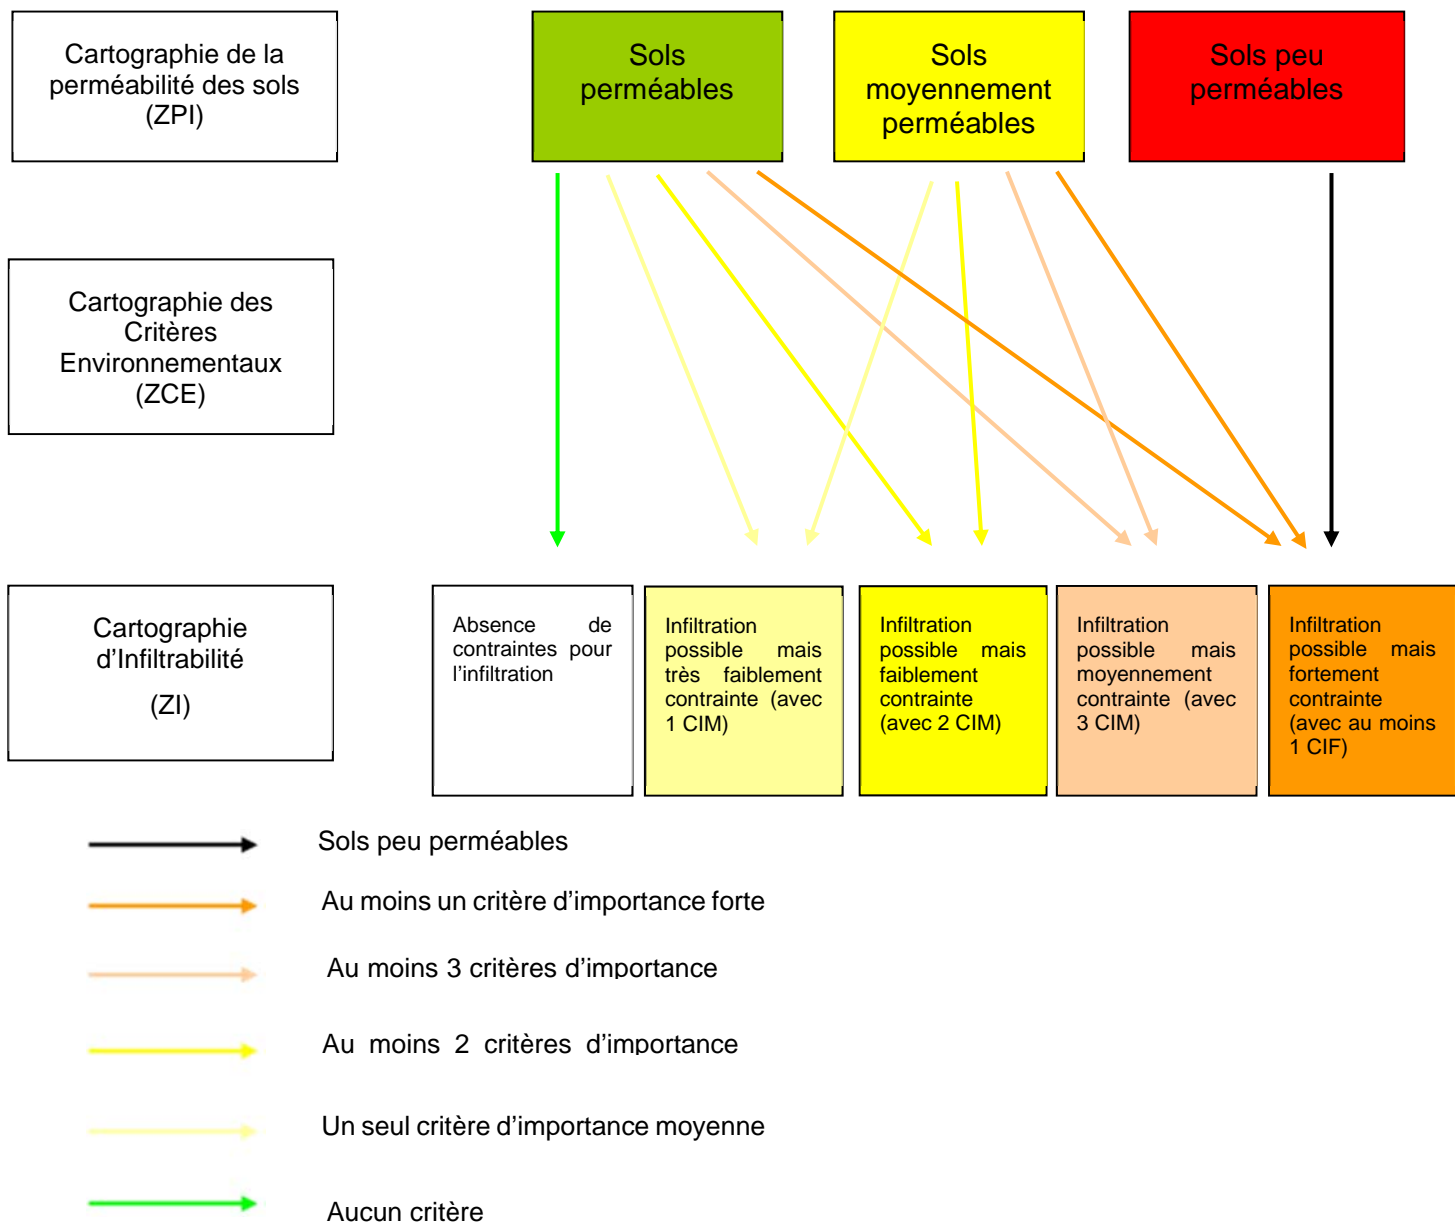 Cartographie de la
perméabilité des sols
(ZPI)
Sols
perméables
Sols
moyennement
perméables
Sols peu
perméables
Cartographie des
Critères
Environnementaux
(ZCE)
Cartographie
d'Infiltrabilité
(ZI)
Absence de
contraintes pour
l'infiltration
Infiltration
possible mais
très faiblement
contrainte (avec
1 CIM)
Infiltration
possible mais
faiblement
contrainte
(avec 2 CIM)
Infiltration
possible mais
moyennement
contrainte (avec
3 CIM)
Infiltration
possible mais
fortement
contrainte
(avec au moins
1 CIF)
Sols peu perméables
Au moins un critère d'importance forte
Au moins 3 critères d'importance
Au moins 2 critères d'importance
Un seul critère d'importance moyenne
Aucun critère